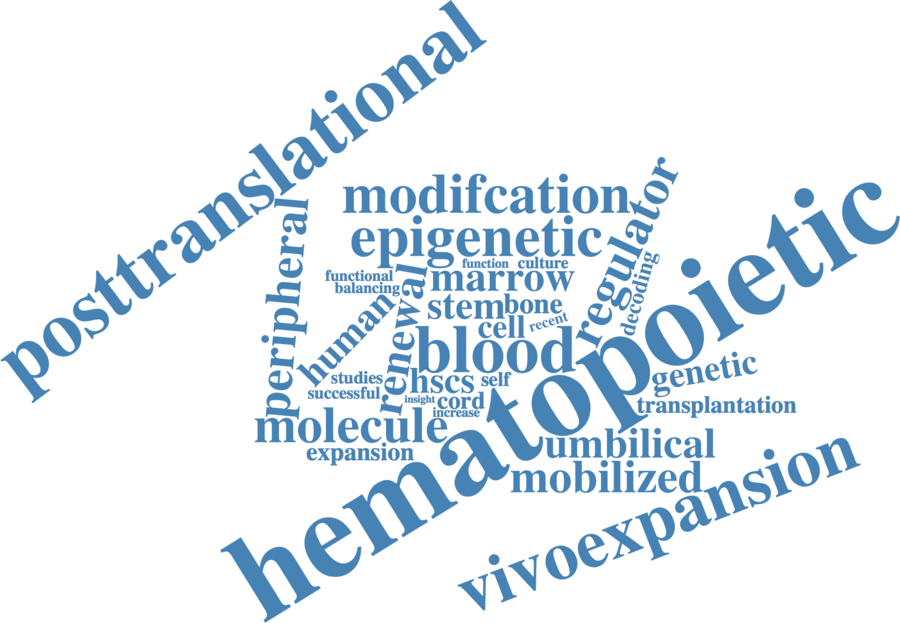 posttranslational
modifcation
regulator
hematopoietic
peripheral
epigenetic
function
culture
functional
balancing
marrow
decoding
human
renewal
stem
bone
cell
recent
blood
studies
hscs
self
genetic
successful
insight
cord
increase
transplantation
molecule
expansion
umbilical
mobilized
vivoexpansion